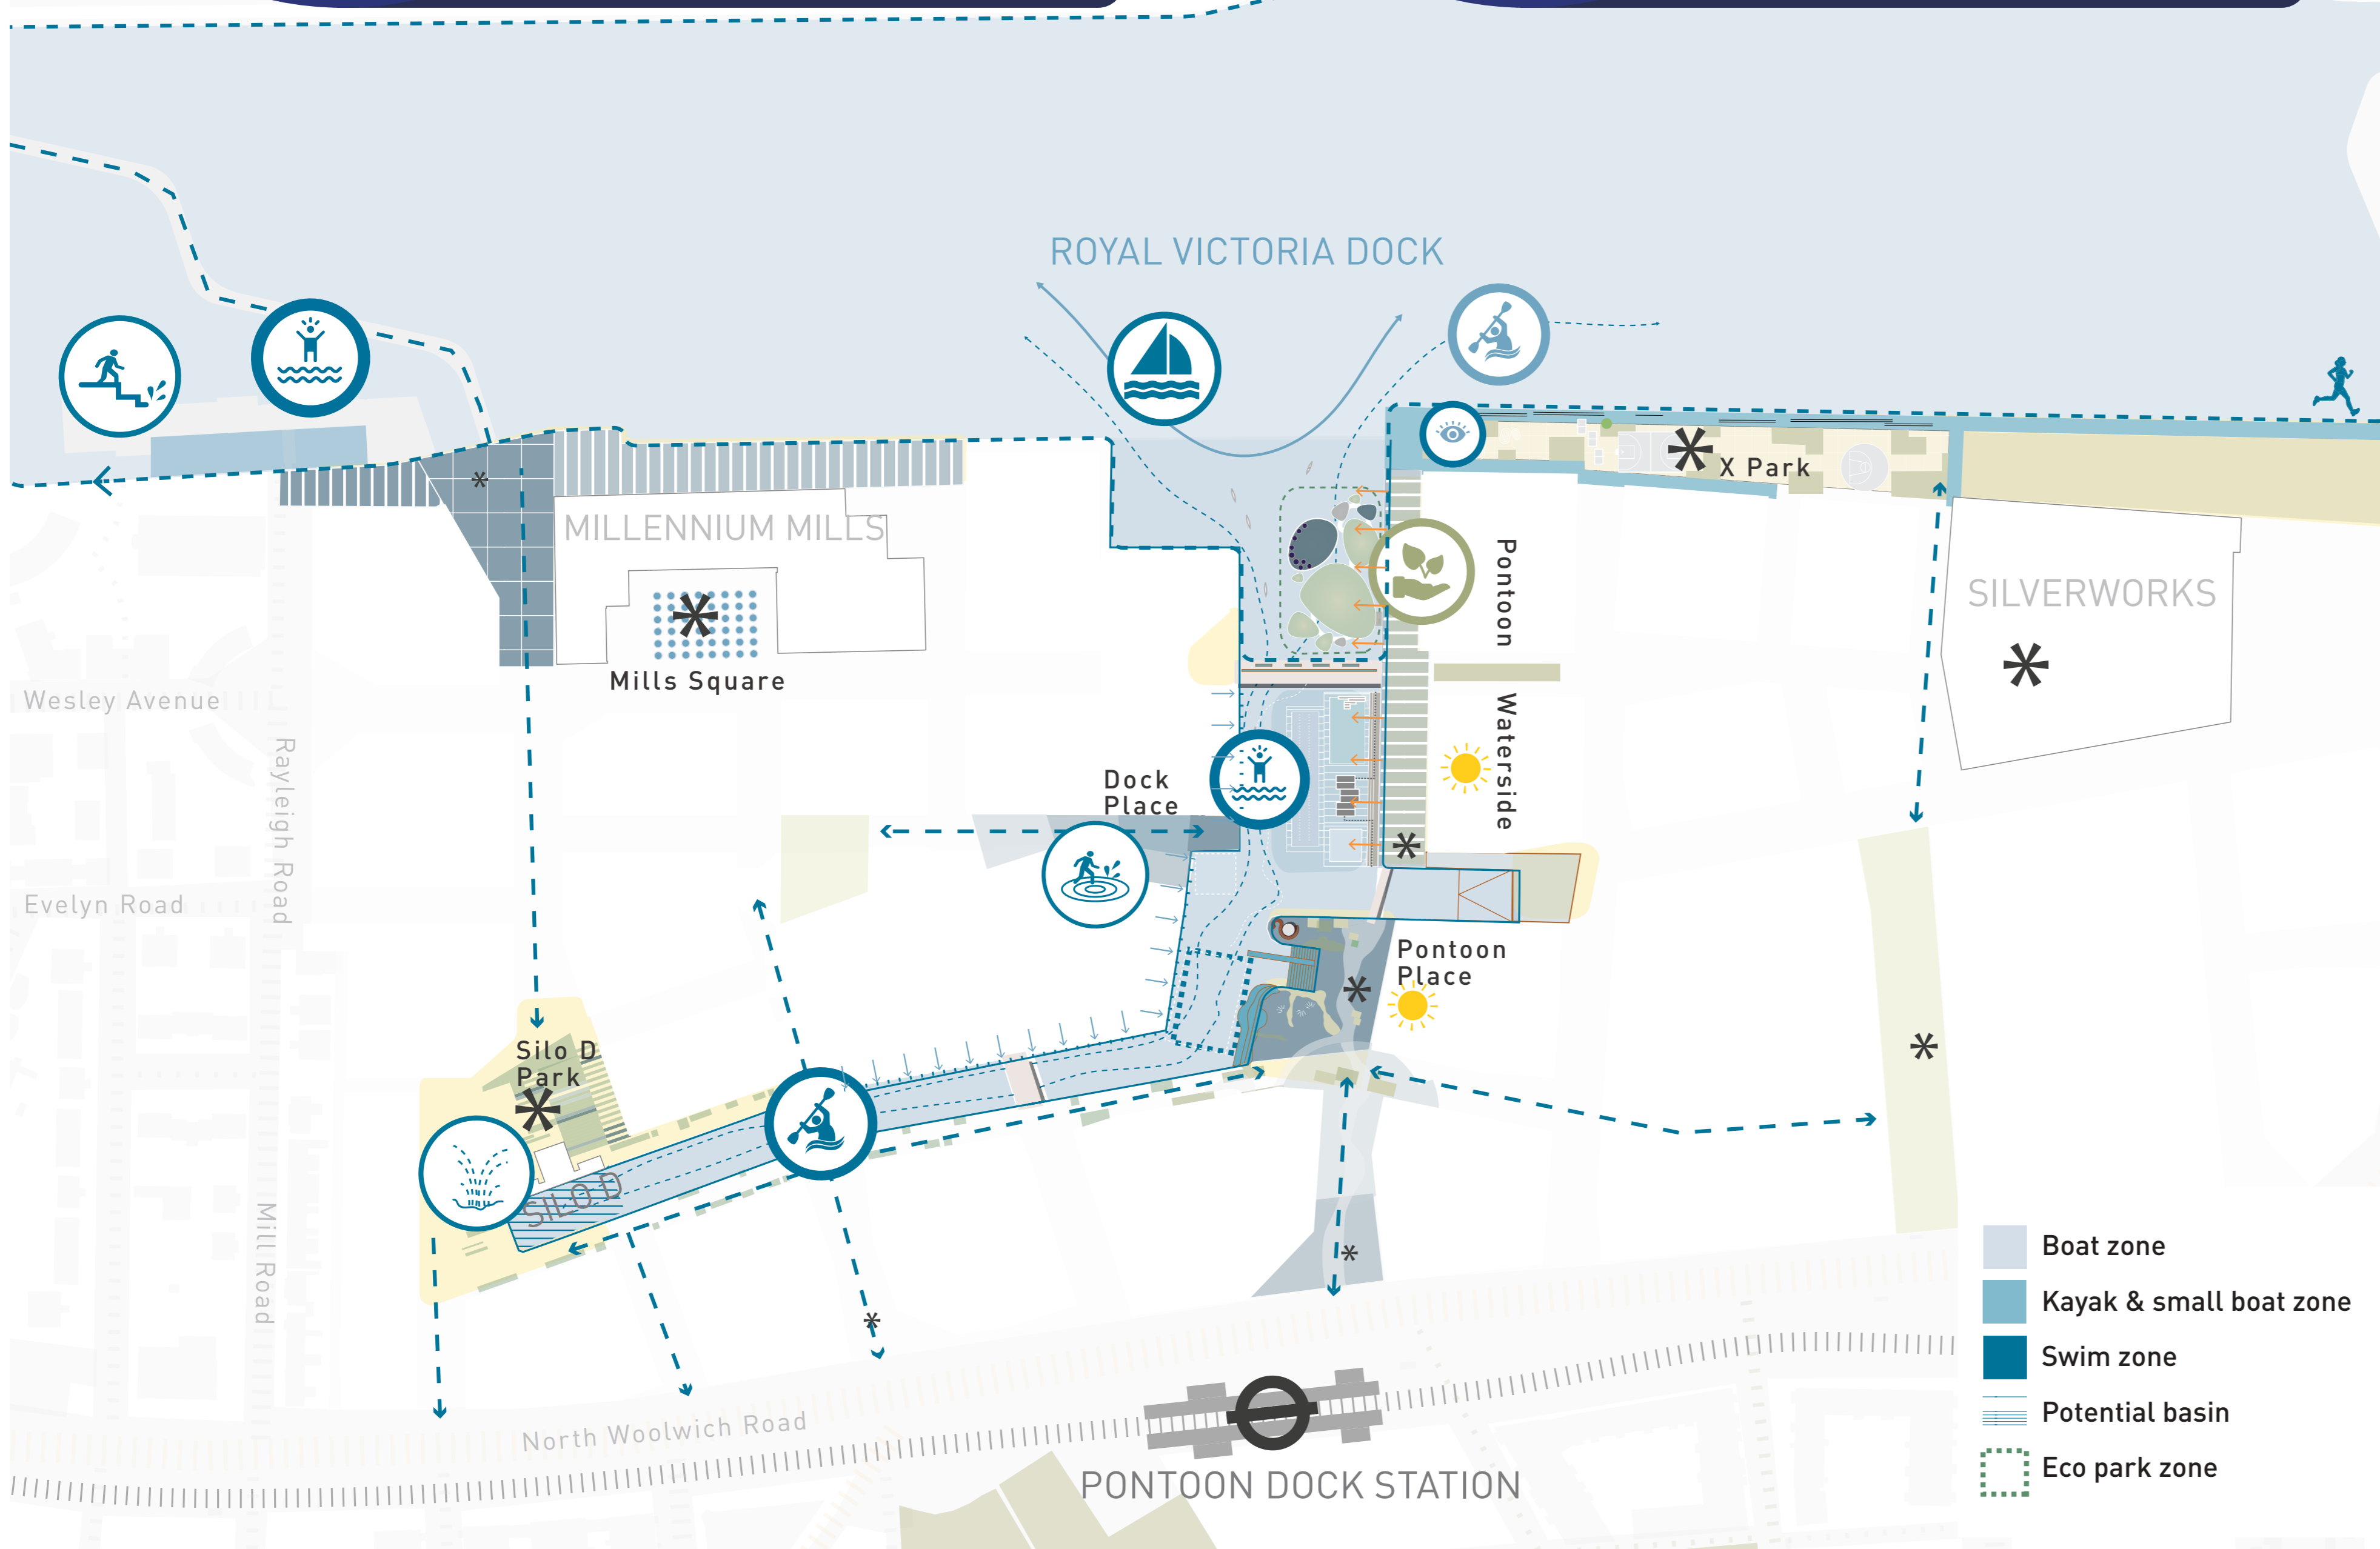 ROYAL VICTORIA DOCK
X Park
MILLENNIUM MILLS
Pontoon
Waterside
SILVERWORKS
Mills Square
Wesley Avenue
Rayleigh Road
Dock
Place
Evelyn Road
Pontoon
Place
Silo D
Park
SILO D
Mill Road
North Woolwich Road
PONTOON DOCK STATION
Boat zone
Kayak & small boat zone
Swim zone
Potential basin
Eco park zone